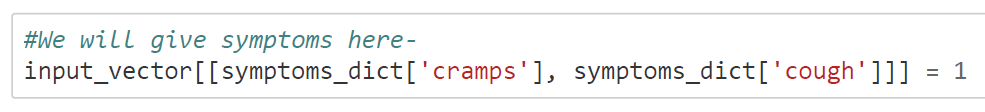 #We will give symptoms here-
input_vector[[symptoms_dict['cramps'], symptoms_dict['cough']]] = 1